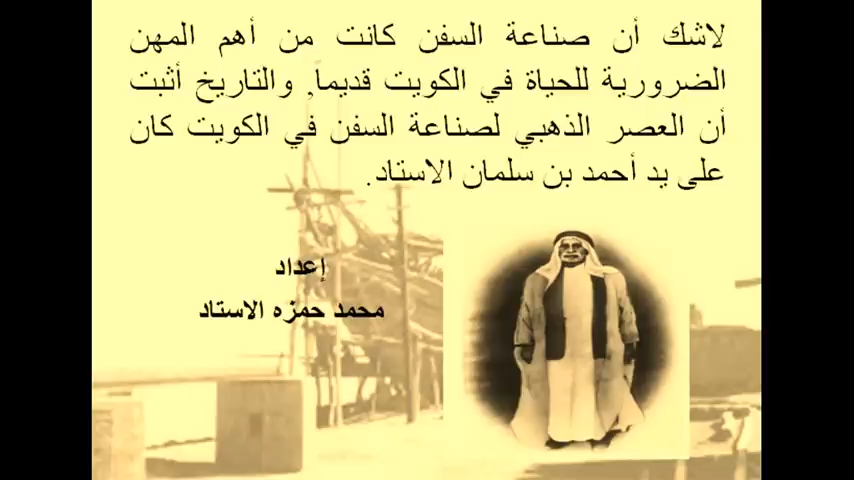 لاشك أن صناعة السفن كانت من أهم المهن
الضرورية للحياة في الكويت قديما, والتاريخ أثبت
أن العصر الذهبي لصناعة السفن في الكويت كان
على يد أحمد بن سلمان الاستاد.
إعداد
محمد حمزه الاستاد